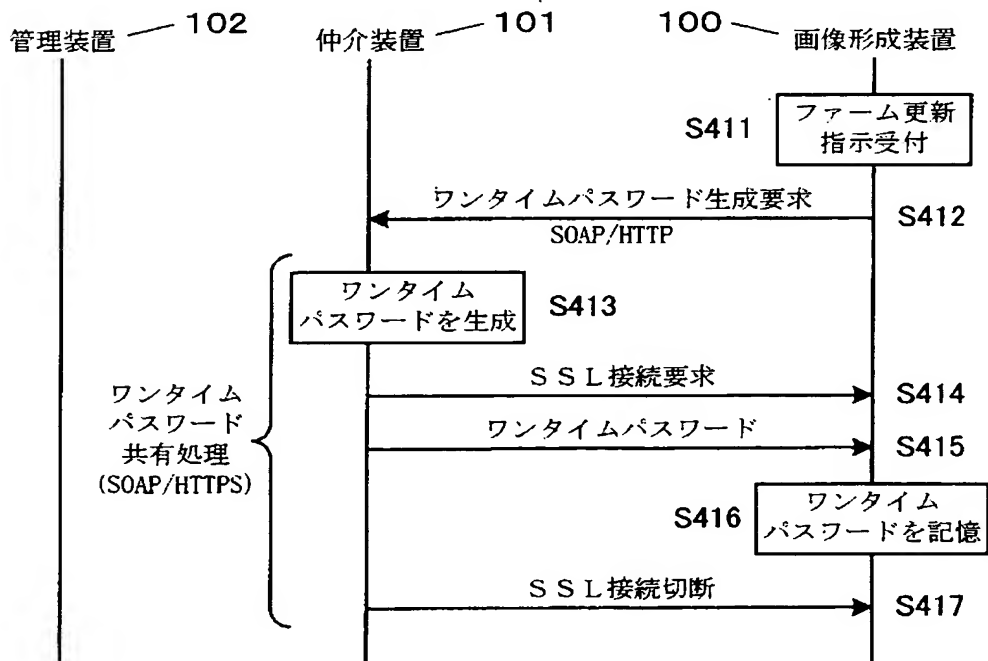 管理装置 102
仲介装置 101
100 画像形成装置
S411
ファーム更新
指示受付
ワンタイムパスワード生成要求
SOAP/HTTP
S412
ワンタイム
パスワードを生成
S413
ＳＳＬ接続要求
S414
ワンタイム
パスワード
共有処理
(SOAP/HTTPS)
ワンタイムパスワード
S415
S416
ワンタイム
パスワードを記憶
ＳＳＬ接続切断
S417